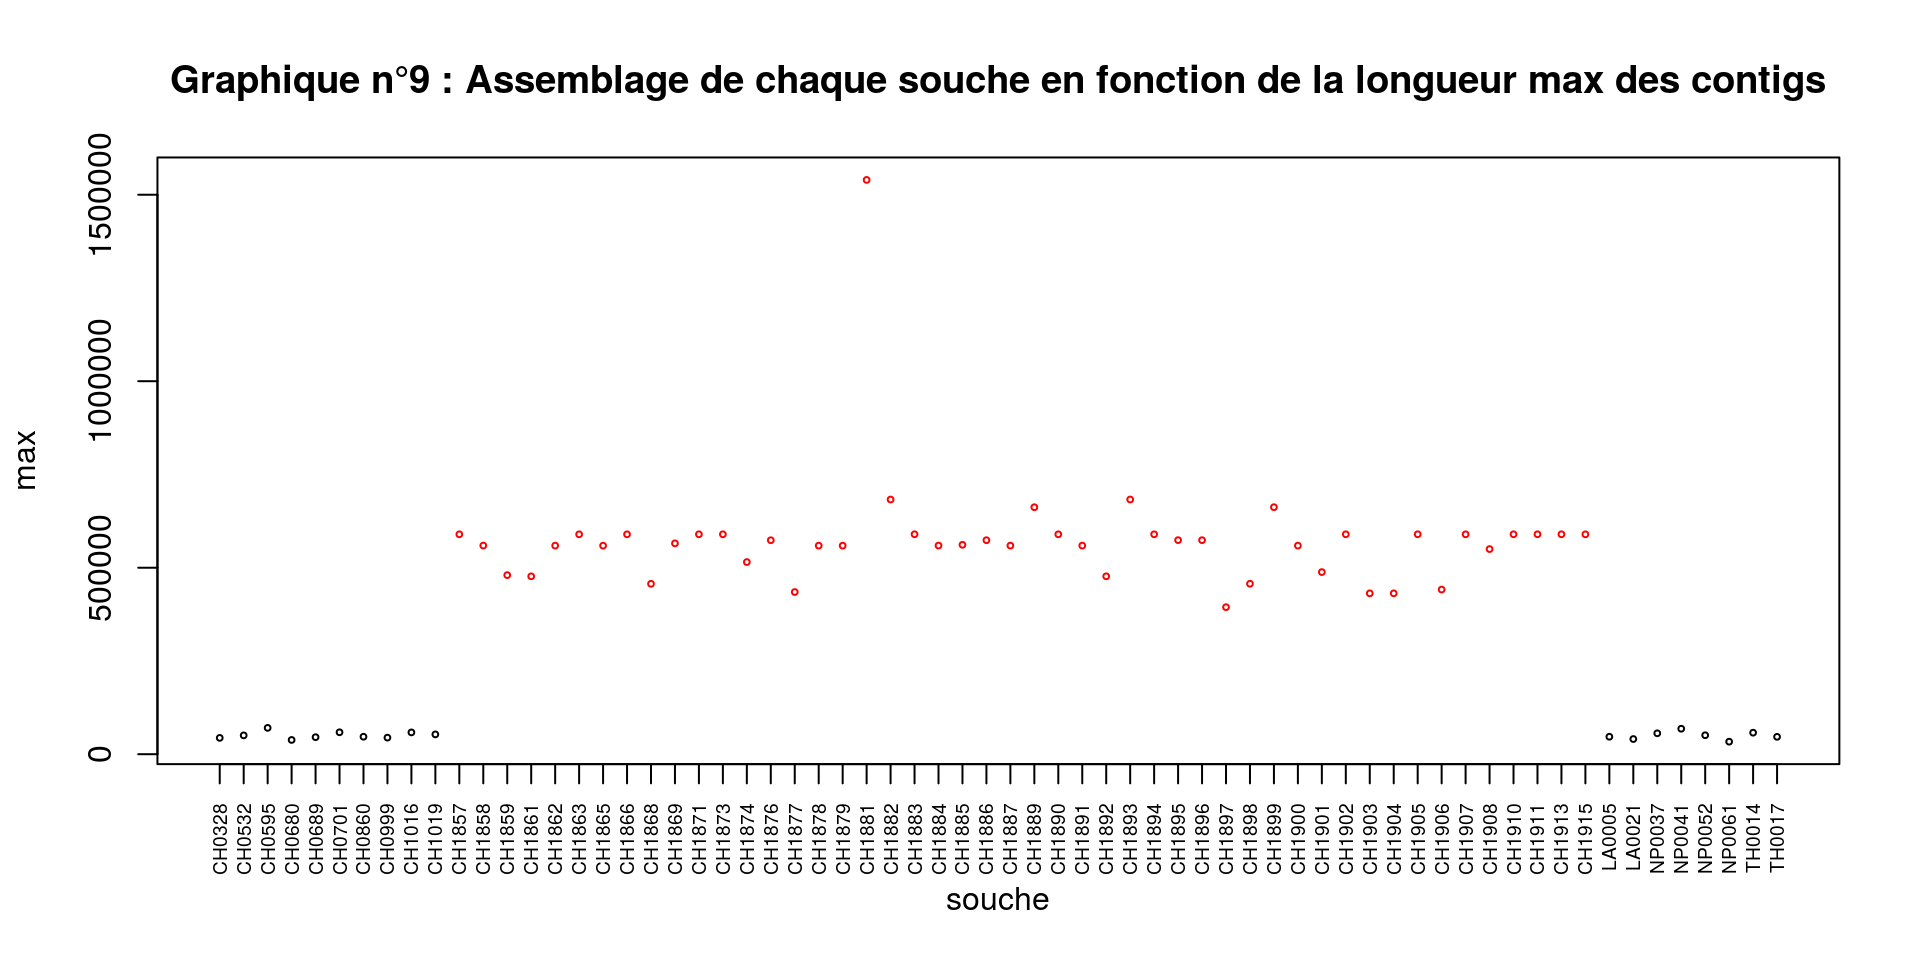 Graphique n°9 : Assemblage de chaque souche en fonction de la longueur max des contigs
max
1500000
1000000
500000
0
CH0328
CH0532
CH0595
CH0680
CH0689
CH0701
CH0860
CH0999
CH1016
CH1019
CH1857
CH1858
CH1859
CH1861
CH1862
CH1863
CH1865
CH1866
CH1868
CH1869
CH1871
CH1873
CH1874
CH1876
CH1877
CH1878
CH1879
CH1881
CH1882
CH1883
CH1884
CH1885
CH1886
CH1887
CH1889
CH1890
CH1891
CH1892
CH1893
CH1894
CH1895
CH1896
CH1897
CH1898
CH1899
CH1900
CH1901
CH1902
CH1903
CH1904
CH1905
CH1906
CH1907
CH1908
CH1910
CH1911
CH1913
CH1915
LA0005
LA0021
NP0037
NP0041
NP0052
NP0061
TH0014
TH0017
souche